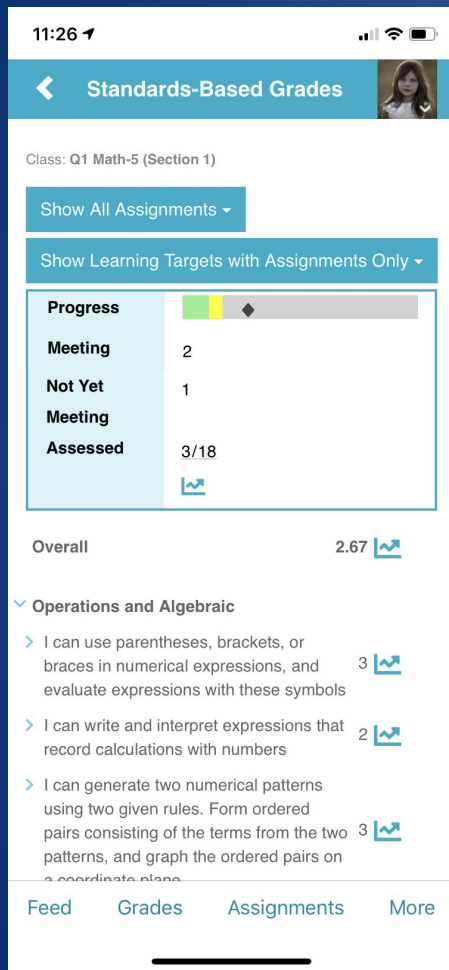 11:26
Standards-Based Grades
Class: Q1 Math-5 (Section 1)
Show All Assignments
Show Learning Targets with Assignments Only
Progress
Meeting 2
Not Yet 1
Meeting
Assessed 3/18
Overall 2.67
Operations and Algebraic
I can use parentheses, brackets, or
braces in numerical expressions, and 3
evaluate expressions with these symbols
I can write and interpret expressions that 2
record calculations with numbers
I can generate two numerical patterns
using two given rules. Form ordered
pairs consisting of the terms from the two 3
patterns, and graph the ordered pairs on
a coordinate plane
Feed Grades Assignments More